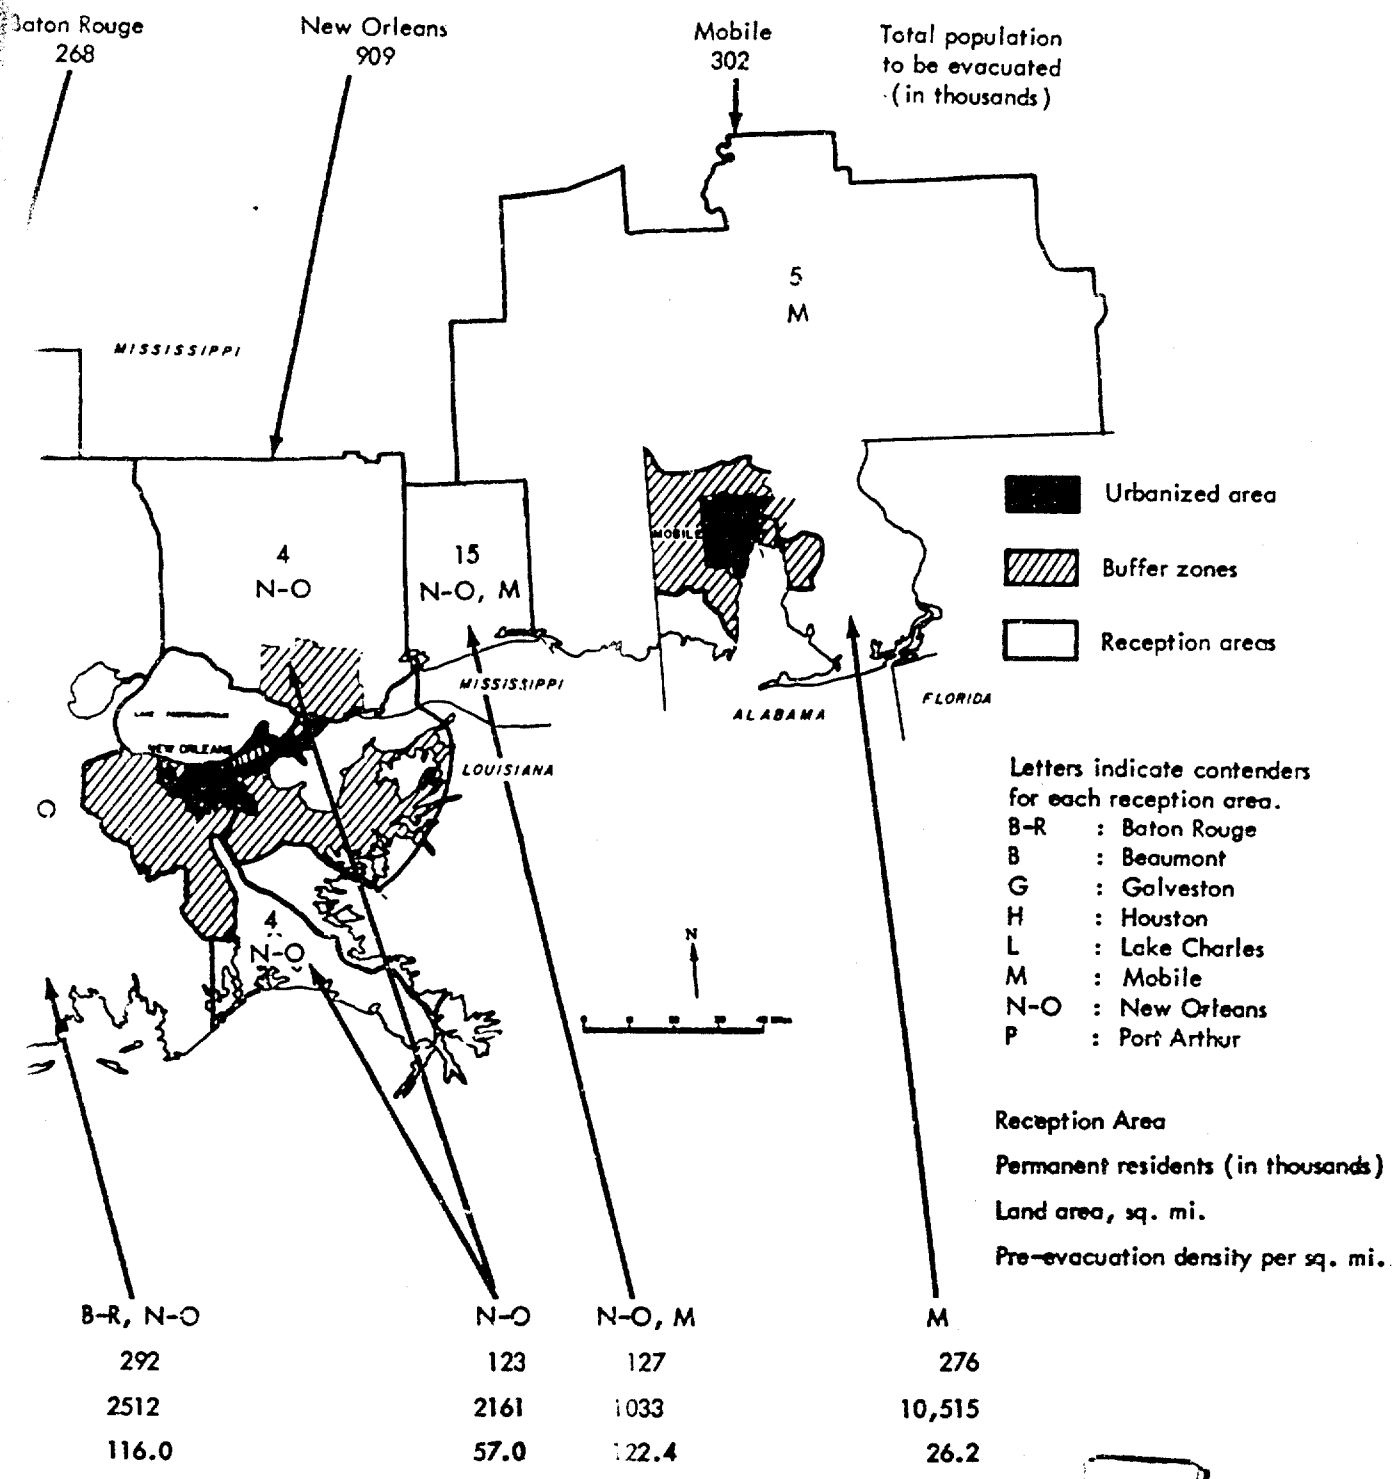 Baton Rouge
268
New Orleans
909
Mobile
302
Total population
to be evacuated
(in thousands)
5
M
MISSISSIPPI
4
N-O
15
N-O, M
MOBILE
Urbanized area
Buffer zones
Reception areas
MISSISSIPPI
ALABAMA
FLORIDA
LAKE PONTCHARTRAIN
NEW ORLEANS
LOUISIANA
4
N-O
N
Letters indicate contenders
for each reception area.
B-R : Baton Rouge
B : Beaumont
G : Galveston
H : Houston
L : Lake Charles
M : Mobile
N-O : New Orleans
P : Port Arthur
Reception Area
Permanent residents (in thousands)
Land area, sq. mi.
Pre-evacuation density per sq. mi.
B-R, N-O N-O N-O, M M
292 123 127 276
2512 2161 1033 10,515
116.0 57.0 122.4 26.2